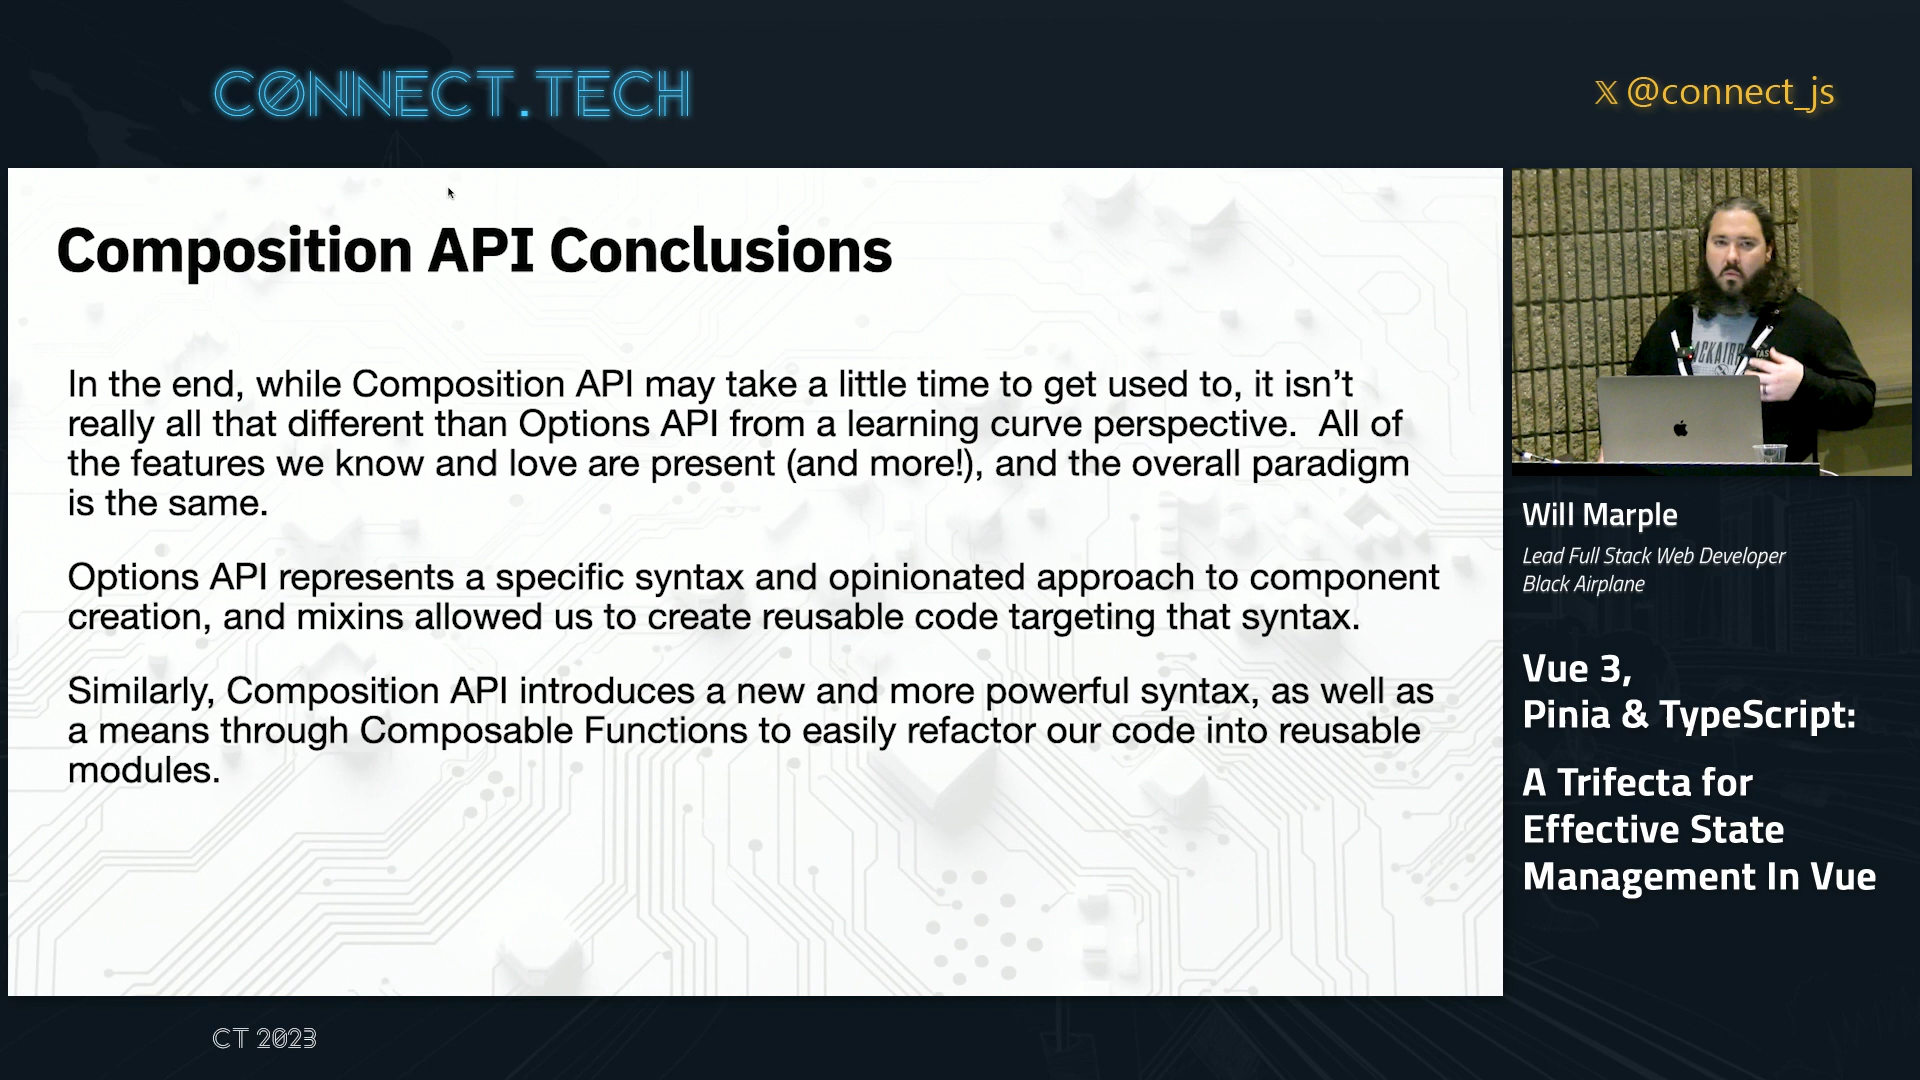 CONNECT.TECH
𝕏 @connect_js
Composition API Conclusions
In the end, while Composition API may take a little time to get used to, it isn’t
really all that different than Options API from a learning curve perspective.  All of
the features we know and love are present (and more!), and the overall paradigm
is the same.
Options API represents a specific syntax and opinionated approach to component
creation, and mixins allowed us to create reusable code targeting that syntax.
Similarly, Composition API introduces a new and more powerful syntax, as well as
a means through Composable Functions to easily refactor our code into reusable
modules.
Will Marple
Lead Full Stack Web Developer
Black Airplane
Vue 3,
Pinia & TypeScript:
A Trifecta for
Effective State
Management In Vue
CT 2023